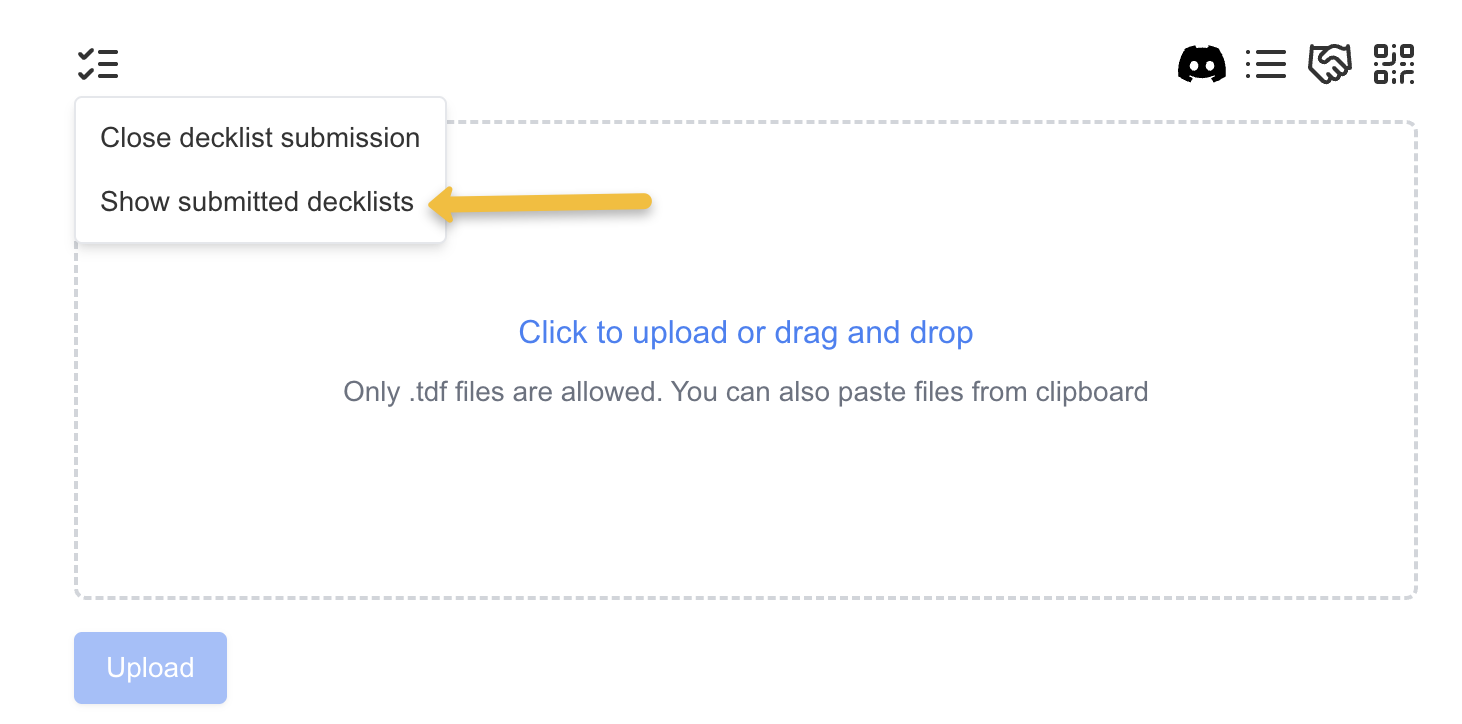 Close decklist submission
Show submitted decklists
Click to upload or drag and drop
Only .tdf files are allowed. You can also paste files from clipboard
Upload